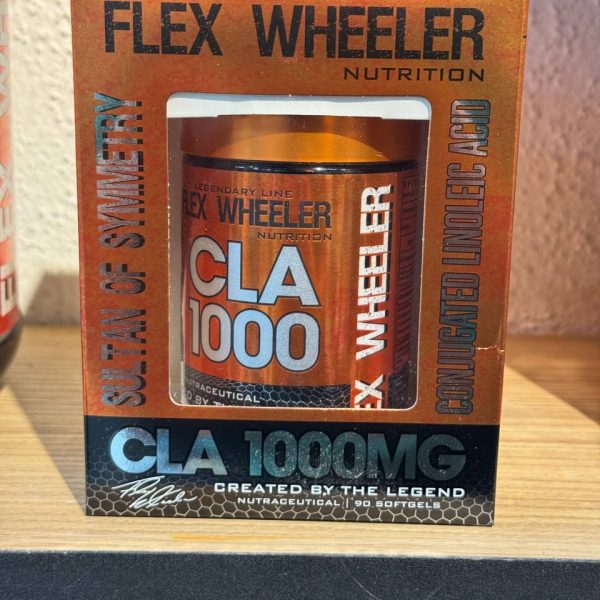 FLEX WHEELER
NUTRITION
SULTAN OF SYMMETRY
CONJUGATED LINOLEIC ACID
LEGENDARY LINE
FLEX WHEELER
NUTRITION
CLA
1000
WHEELER
NUTRACEUTICAL
CLA 1000MG
CREATED BY THE LEGEND
NUTRACEUTICAL | 90 SOFTGELS